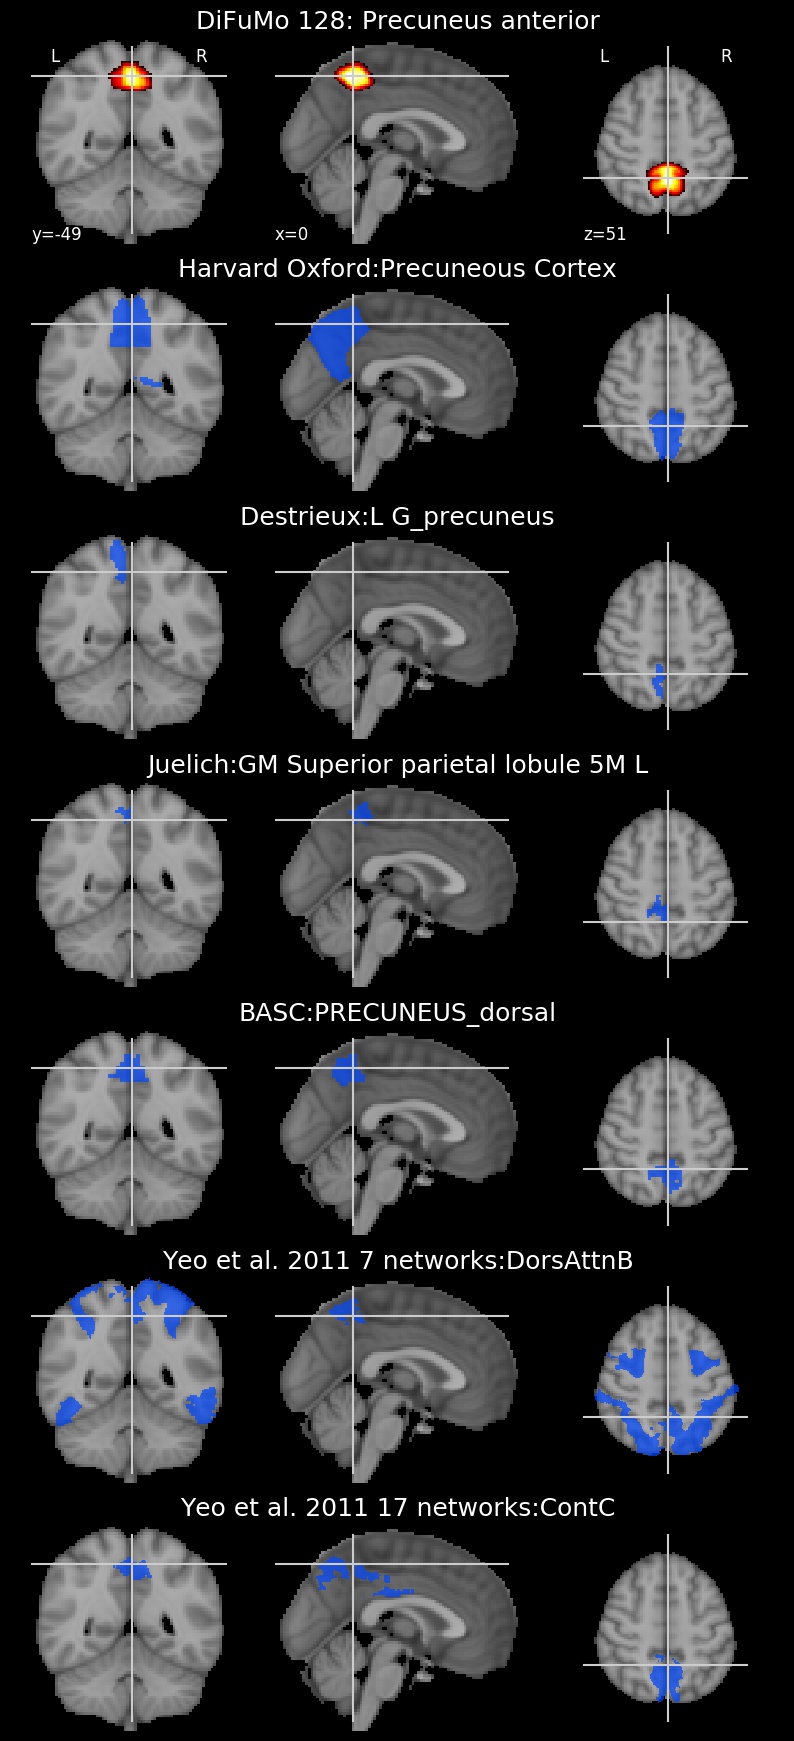 DiFuMo 128: Precuneus anterior
L R L R
y=-49 x=0 z=51
Harvard Oxford:Precuneous Cortex
Destrieux:L G_precuneus
Juelich:GM Superior parietal lobule 5M L
BASC:PRECUNEUS_dorsal
Yeo et al. 2011 7 networks:DorsAttnB
Yeo et al. 2011 17 networks:ContC